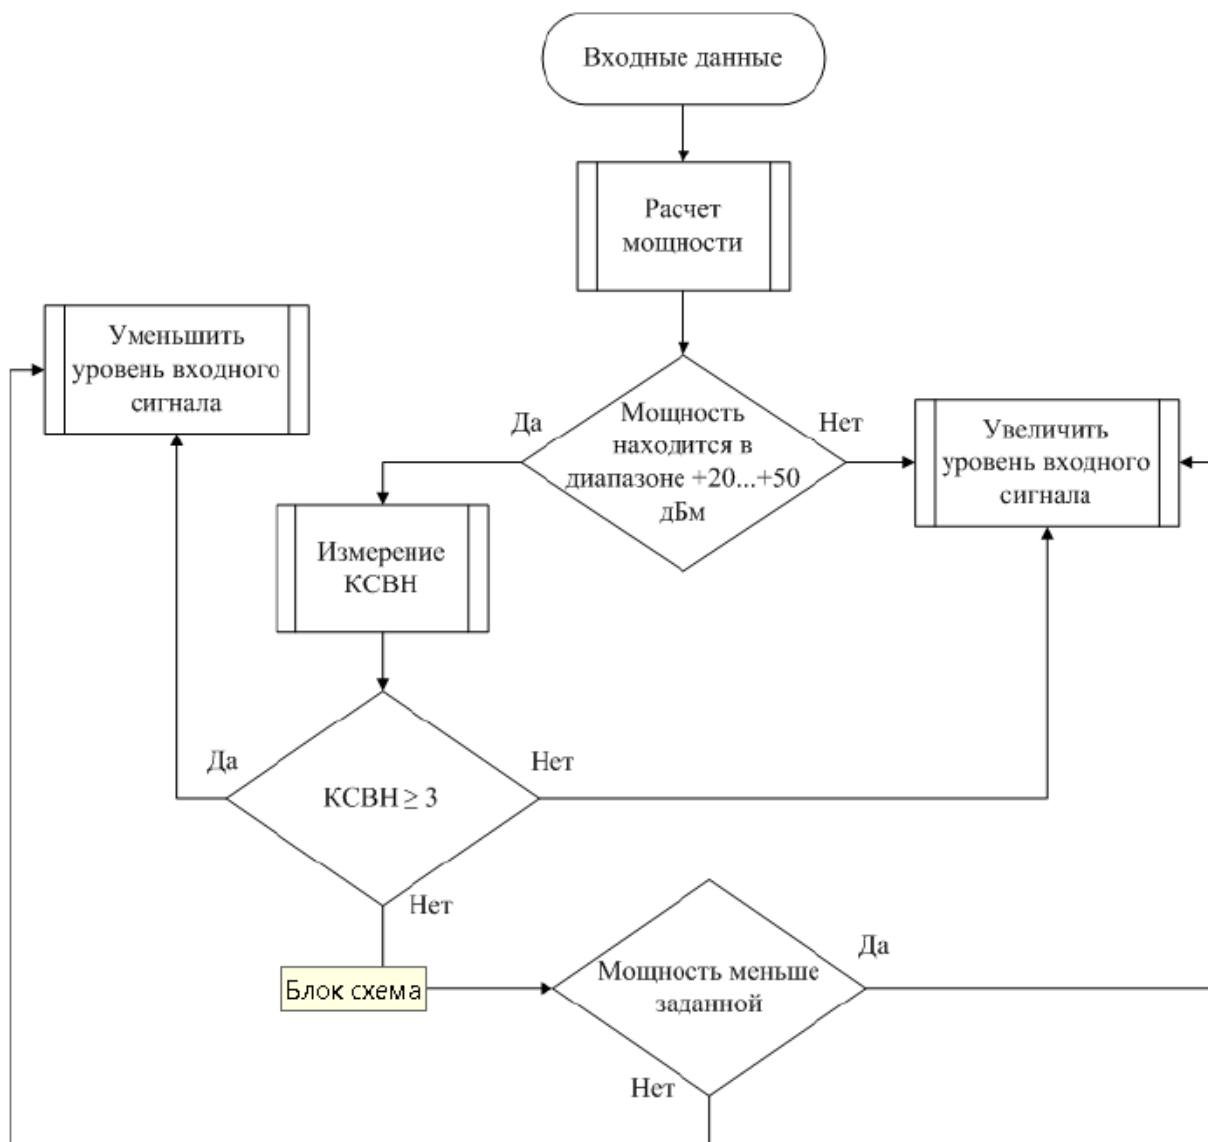 Входные данные
Расчет
мощности
Уменьшить
уровень входного
сигнала
Да
Мощность
находится в
диапазоне +20...+50
дБм
Нет
Увеличить
уровень входного
сигнала
Измерение
КСВН
Да
КСВН ≥ 3
Нет
Нет
Блок схема
Мощность меньше
заданной
Да
Нет